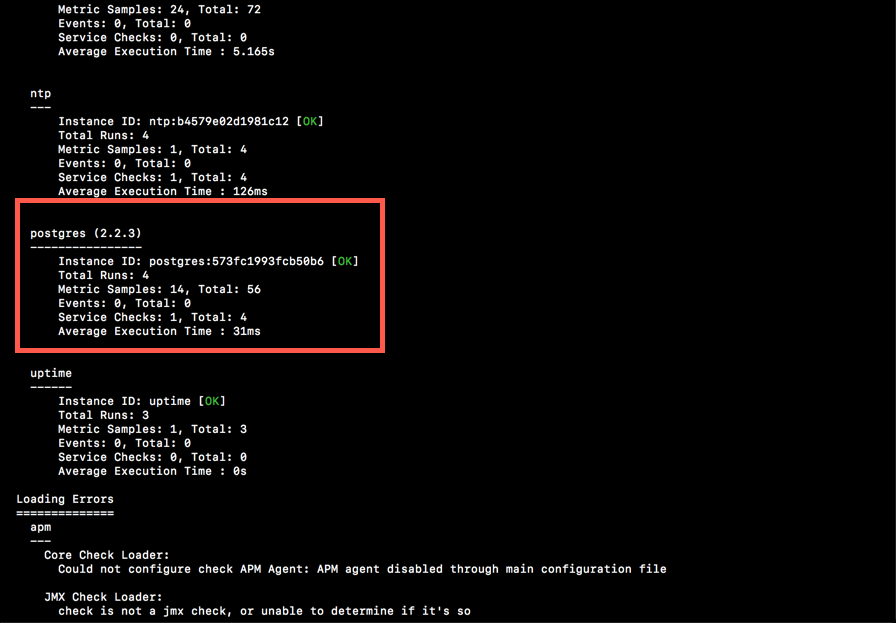 Metric Samples: 24, Total: 72
Events: 0, Total: 0
Service Checks: 0, Total: 0
Average Execution Time : 5.165s
ntp
---
Instance ID: ntp:b4579e02d1981c12 [OK]
Total Runs: 4
Metric Samples: 1, Total: 4
Events: 0, Total: 0
Service Checks: 1, Total: 4
Average Execution Time : 126ms
postgres (2.2.3)
----------------
Instance ID: postgres:573fc1993fcb50b6 [OK]
Total Runs: 4
Metric Samples: 14, Total: 56
Events: 0, Total: 0
Service Checks: 1, Total: 4
Average Execution Time : 31ms
uptime
------
Instance ID: uptime [OK]
Total Runs: 3
Metric Samples: 1, Total: 3
Events: 0, Total: 0
Service Checks: 0, Total: 0
Average Execution Time : 0s
Loading Errors
==============
apm
---
Core Check Loader:
Could not configure check APM Agent: APM agent disabled through main configuration file
JMX Check Loader:
check is not a jmx check, or unable to determine if it's so